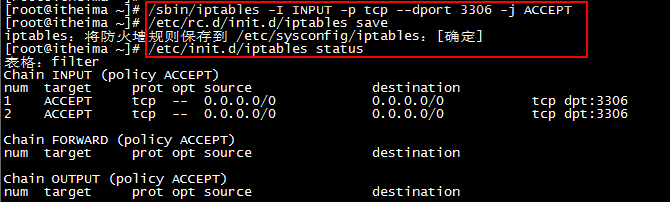 [root@itheima ~]# /sbin/iptables -I INPUT -p tcp --dport 3306 -j ACCEPT
[root@itheima ~]# /etc/rc.d/init.d/iptables save
iptables：将防火墙规则保存到 /etc/sysconfig/iptables：[确定]
[root@itheima ~]# /etc/init.d/iptables status
表格：filter
Chain INPUT (policy ACCEPT)
num target prot opt source destination
1 ACCEPT tcp -- 0.0.0.0/0 0.0.0.0/0 tcp dpt:3306
2 ACCEPT tcp -- 0.0.0.0/0 0.0.0.0/0 tcp dpt:3306
Chain FORWARD (policy ACCEPT)
num target prot opt source destination
Chain OUTPUT (policy ACCEPT)
num target prot opt source destination